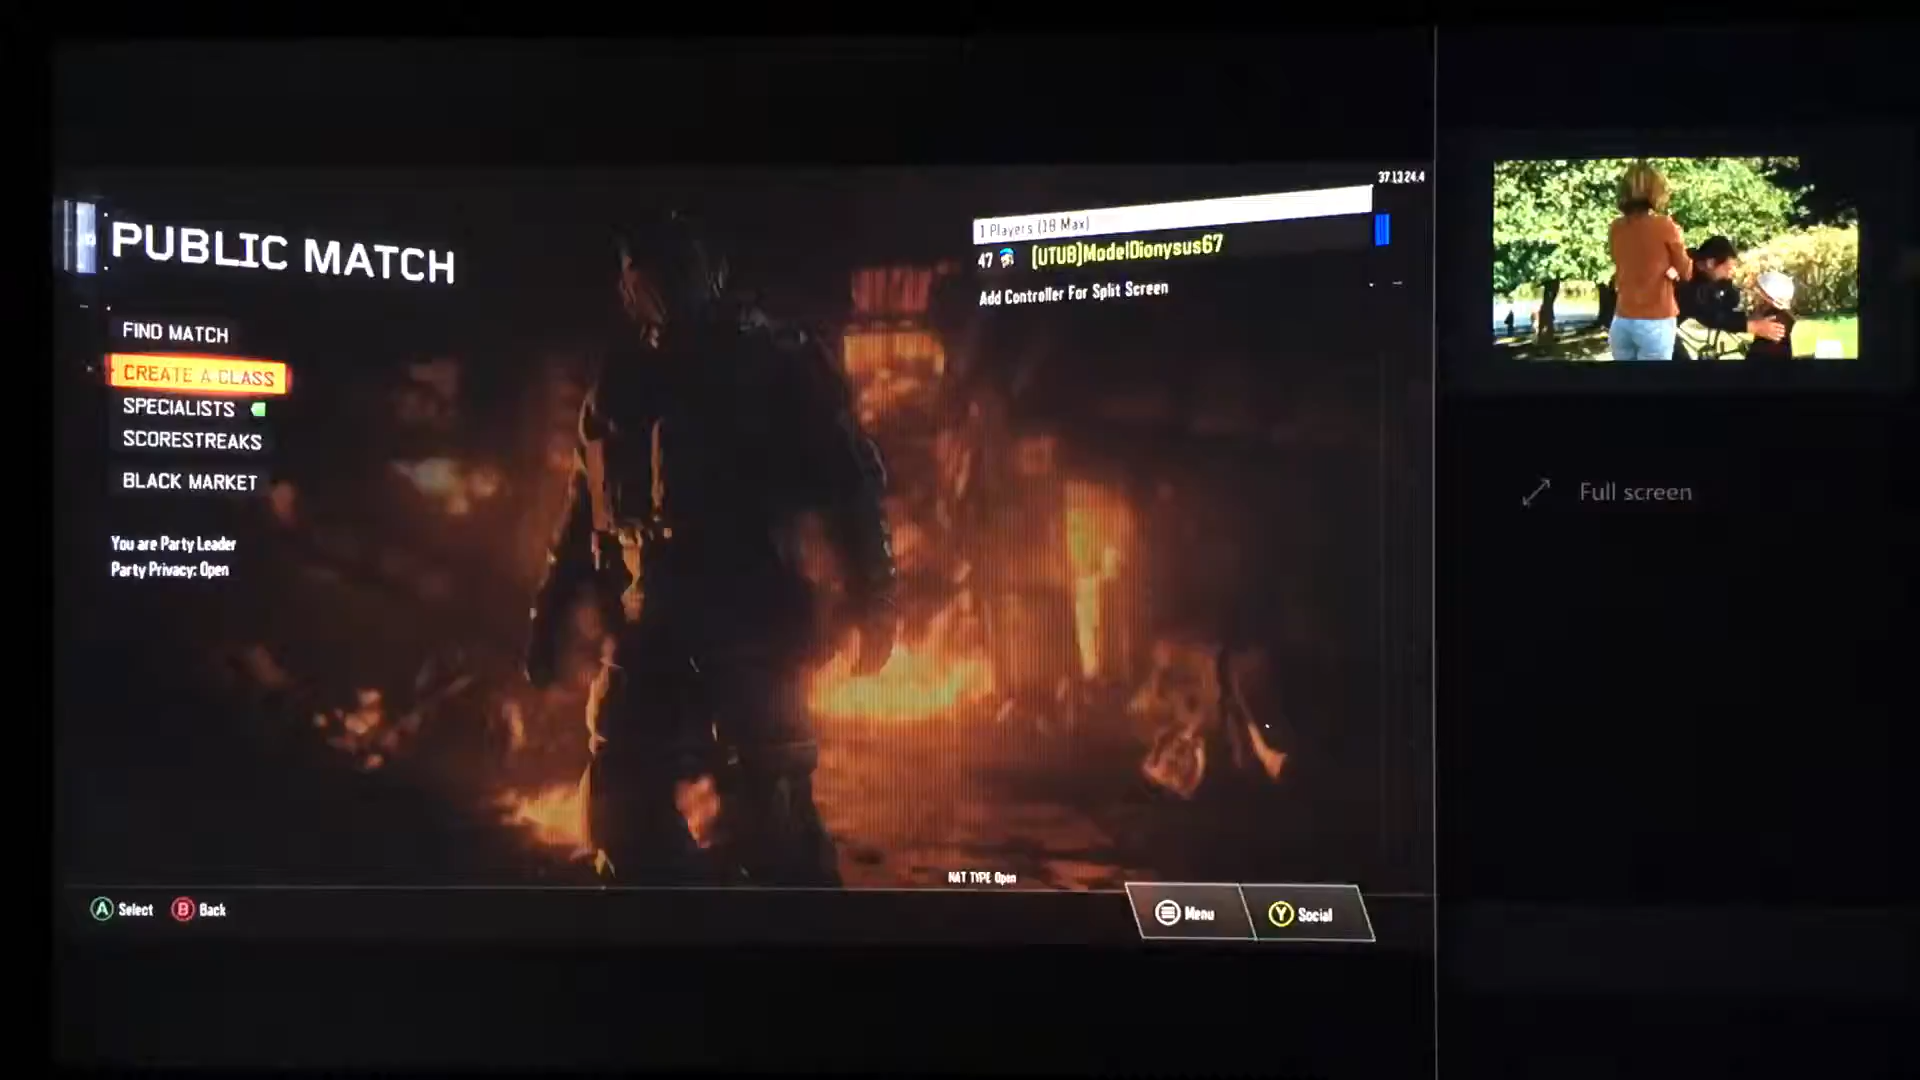 37.13.24.4
PUBLIC MATCH
1 Players (18 Max)
47 [UTUB]ModelDionysus67
Add Controller For Split Screen
FIND MATCH
CREATE A CLASS
SPECIALISTS
SCORESTREAKS
BLACK MARKET
You are Party Leader
Party Privacy: Open
Full screen
NAT TYPE Open
A Select B Back
Menu
Y Social